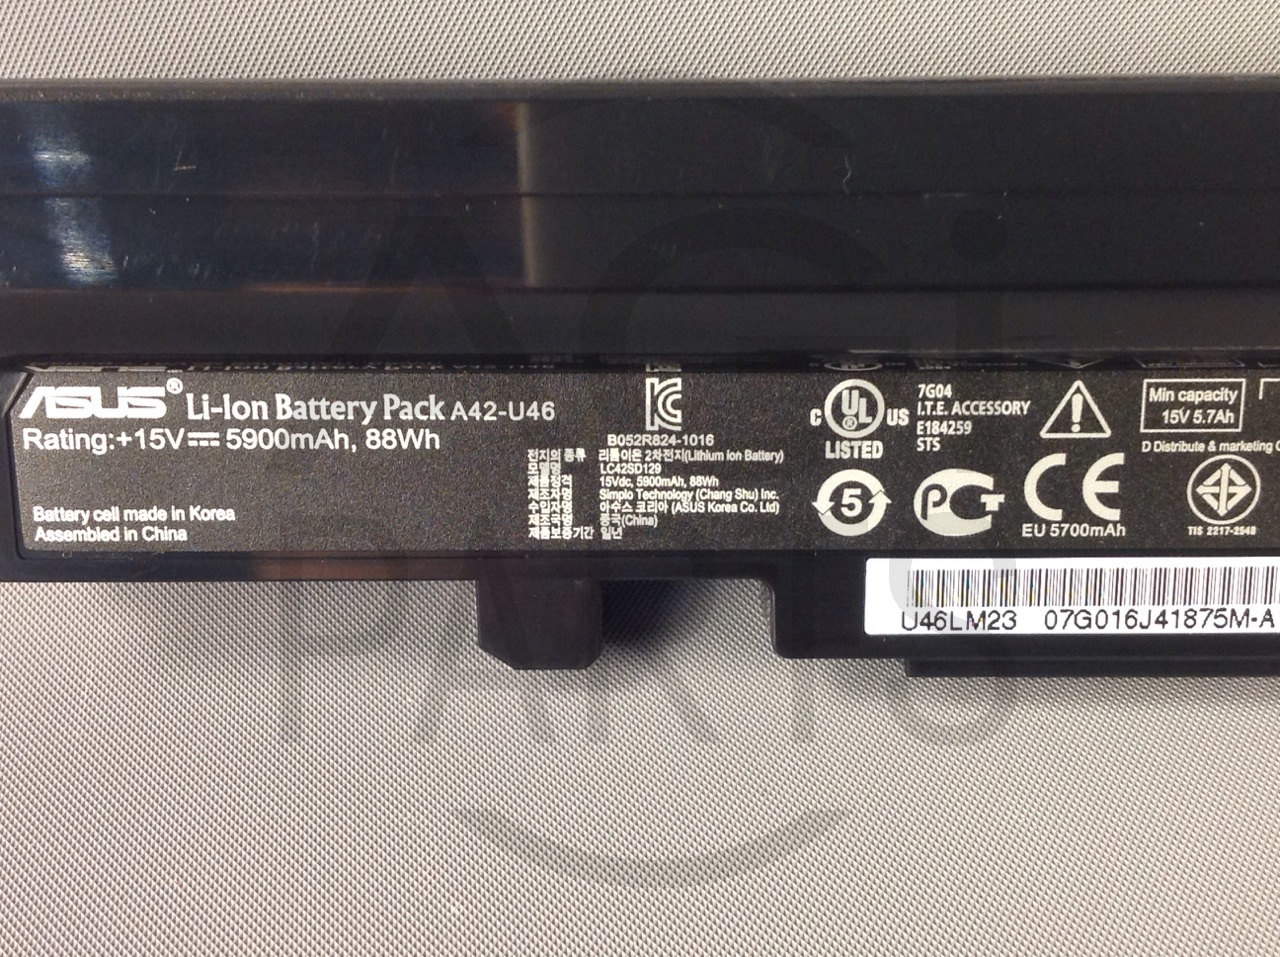 ASUS® Li-Ion Battery Pack A42-U46
Rating:+15V⎓ 5900mAh, 88Wh
Battery cell made in Korea
Assembled in China
B052R824-1016
전지의 종류 리튬이온 2차전지(Lithium Ion Battery)
모델명 LC42SD129
정격 15Vdc, 5900mAh, 88Wh
제조자명 Simplo Technology (Chang Shu) Inc.
수입자명 아수스 코리아 (ASUS Korea Co. Ltd)
제조국명 중국(China)
제품보증기간 일년
C UL US
LISTED
7G04
I.T.E. ACCESSORY
E184259
STS
Min capacity
15V 5.7Ah
D Distribute & marketing
5
PCT
CE
EU 5700mAh
TIS 2217-2548
U46LM23 07G016J41875M-A
AGi
PARTS